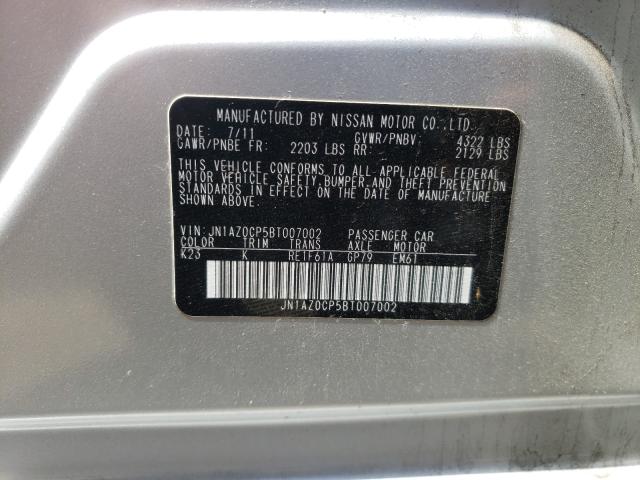 MANUFACTURED BY NISSAN MOTOR CO.,LTD.
DATE: 7/11 GVWR/PNBV: 4322 LBS
GAWR/PNBE FR: 2203 LBS RR: 2129 LBS
THIS VEHICLE CONFORMS TO ALL APPLICABLE FEDERAL
MOTOR VEHICLE SAFETY, BUMPER, AND THEFT PREVENTION
STANDARDS IN EFFECT ON THE DATE OF MANUFACTURE
SHOWN ABOVE.
VIN: JN1AZ0CP5BT007002 PASSENGER CAR
COLOR TRIM TRANS AXLE MOTOR
K23 K RE1F61A GP79 EM61
JN1AZ0CP5BT007002